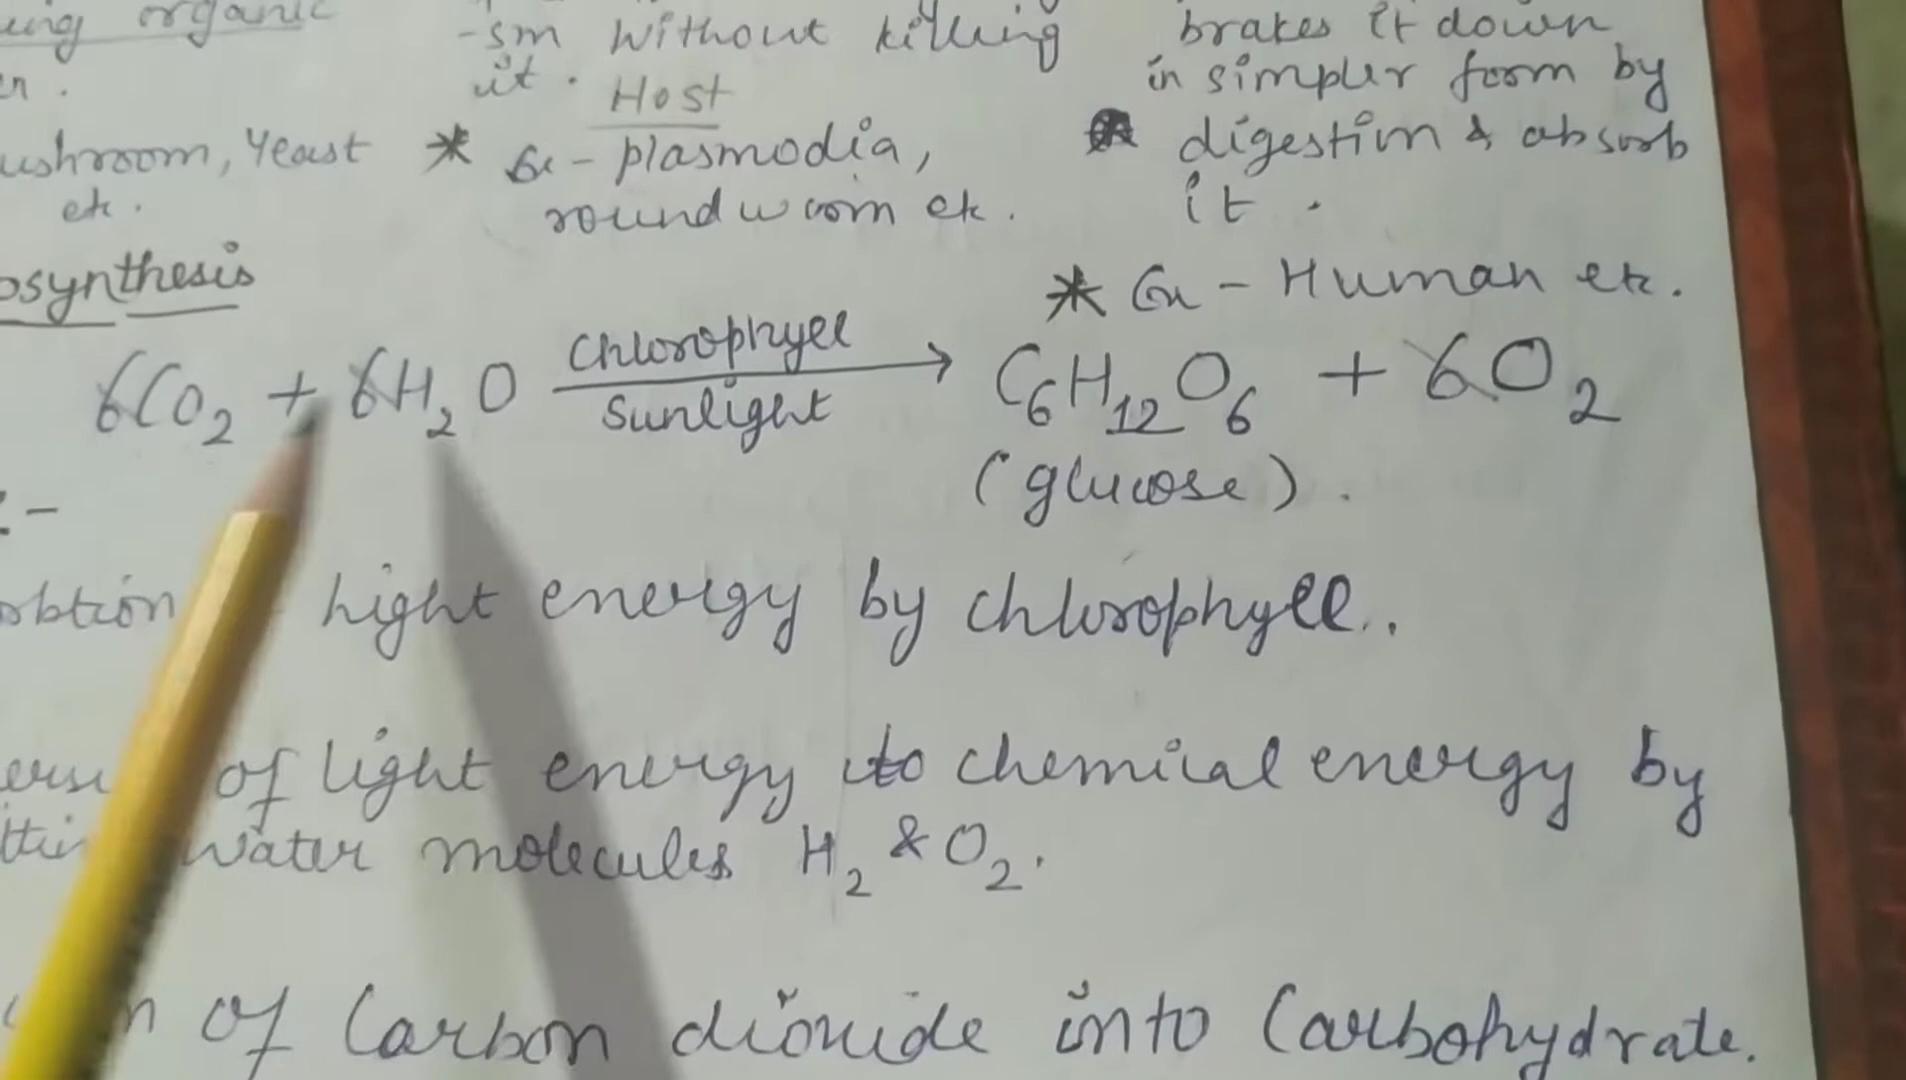 organic
-sm without killing
it.
Host
brakes it down
in simpler form by
digestion & absorb
it.
Yeast
etc.
* Ex - plasmodia,
roundworm etc.
* Ex - Human etc.
6CO2 + 6H2O Chlorophyll Sunlight → C6H12O6 + 6O2
(glucose).
light energy by chlorophyll..
of light energy to chemical energy by
water molecules H2 & O2.
of Carbon dioxide into Carbohydrate.